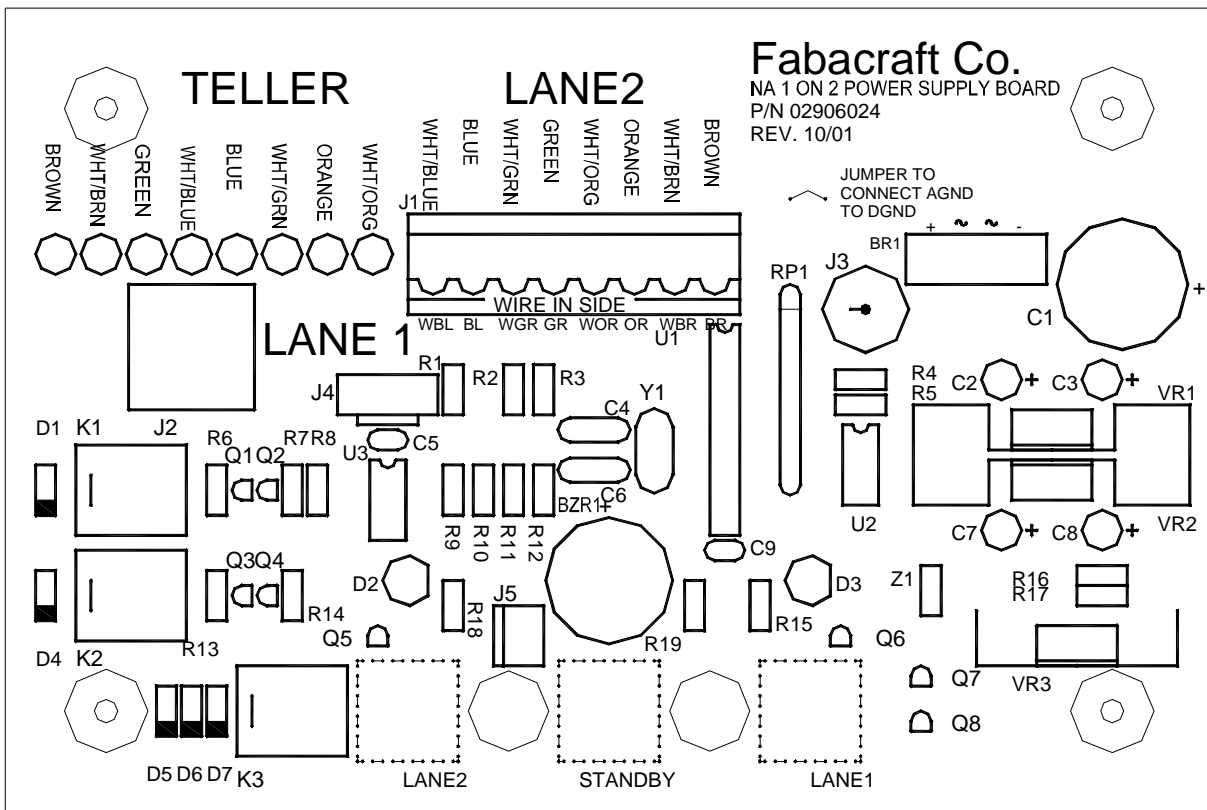 Fabacraft Co.
NA 1 ON 2 POWER SUPPLY BOARD
P/N 02906024
REV. 10/01
TELLER
LANE2
BROWN
WHT/BRN
GREEN
WHT/BLUE
BLUE
WHT/GRN
ORANGE
WHT/ORG
WHT/BLUE
BLUE
WHT/GRN
GREEN
WHT/ORG
ORANGE
WHT/BRN
BROWN
JUMPER TO
CONNECT AGND
TO DGND
J1
+ ~ ~ -
BR1
J3
RP1
+
C1
WIRE IN SIDE
WBL BL WGR GR WOR OR WBR BR
U1
LANE 1
R1
R2
R3
J4
R4
R5
C2
+
C3
+
Y1
C4
VR1
D1
K1
J2
R6
Q1
Q2
R7
R8
U3
C5
C6
BZR1+
R9
R10
R11
R12
U2
C7
+
C8
+
VR2
C9
Q3
Q4
D2
D3
Z1
R16
R17
R14
R18
J5
R19
R15
D4
K2
R13
Q5
Q6
Q7
VR3
Q8
D5
D6
D7
K3
LANE2
STANDBY
LANE1